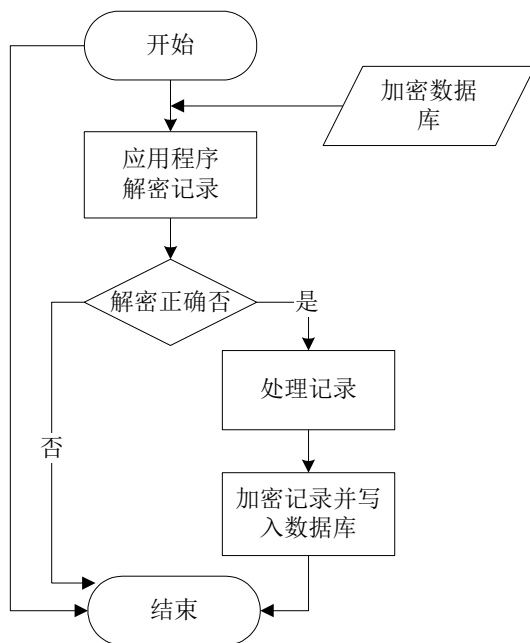 开始
加密数据
库
应用程序
解密记录
解密正确否
是
处理记录
否
加密记录并写
入数据库
结束